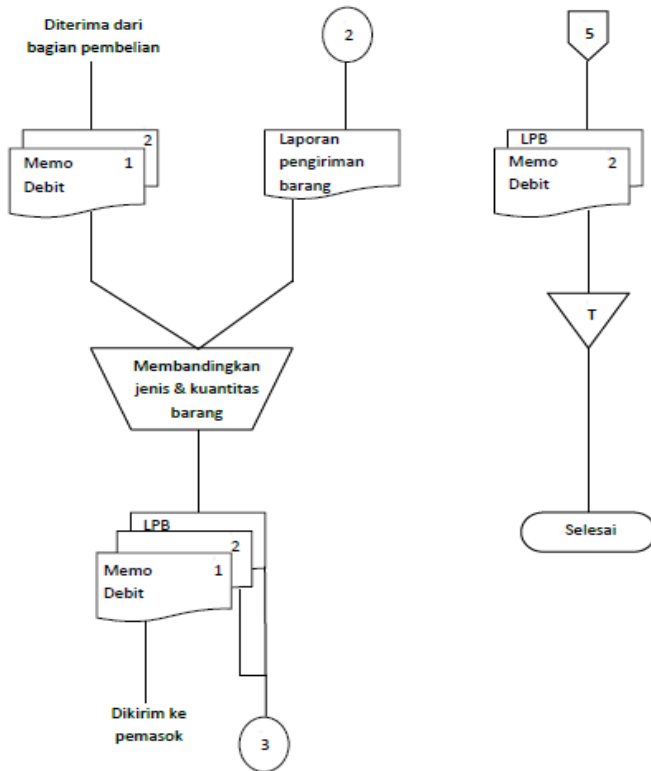 Diterima dari
bagian pembelian
2
Memo 1
Debit
2
Laporan
pengiriman
barang
Membandingkan
jenis & kuantitas
barang
LPB
2
Memo 1
Debit
Dikirim ke
pemasok
3
5
LPB
Memo 2
Debit
T
Selesai